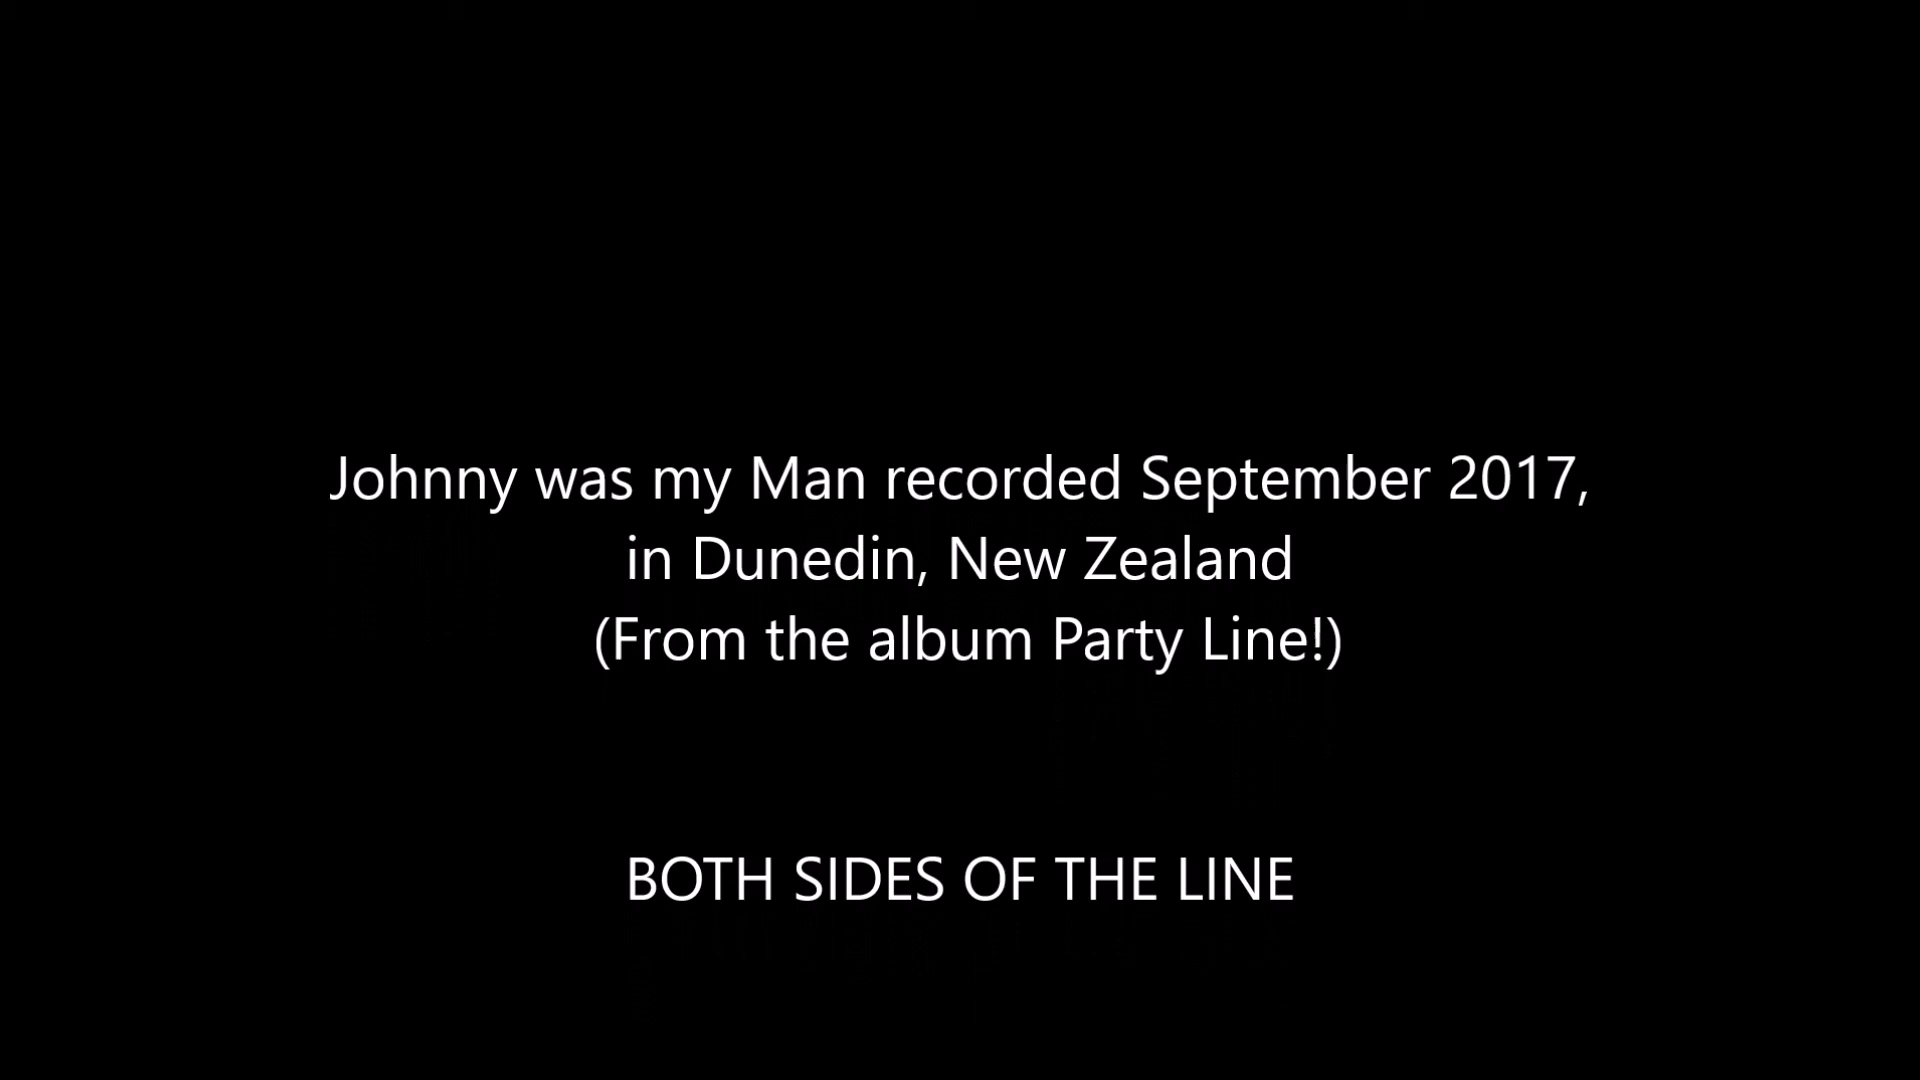 Johnny was my Man recorded September 2017,
in Dunedin, New Zealand
(From the album Party Line!)
BOTH SIDES OF THE LINE